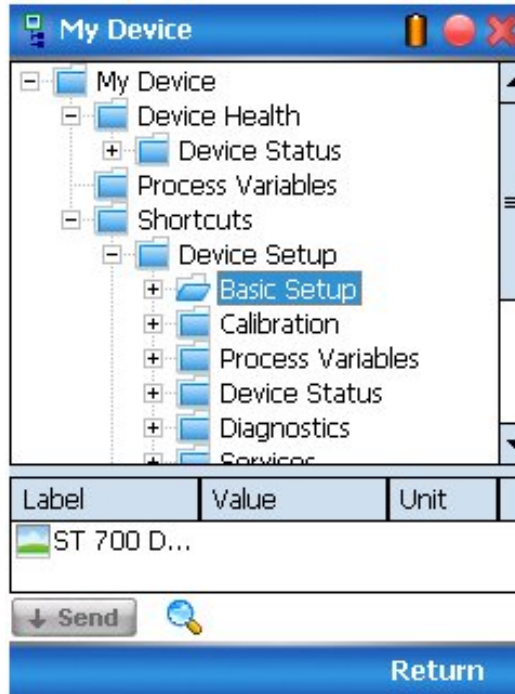 My Device
My Device
Device Health
Device Status
Process Variables
Shortcuts
Device Setup
Basic Setup
Calibration
Process Variables
Device Status
Diagnostics
Services
Label Value Unit
ST 700 D...
Send
Return